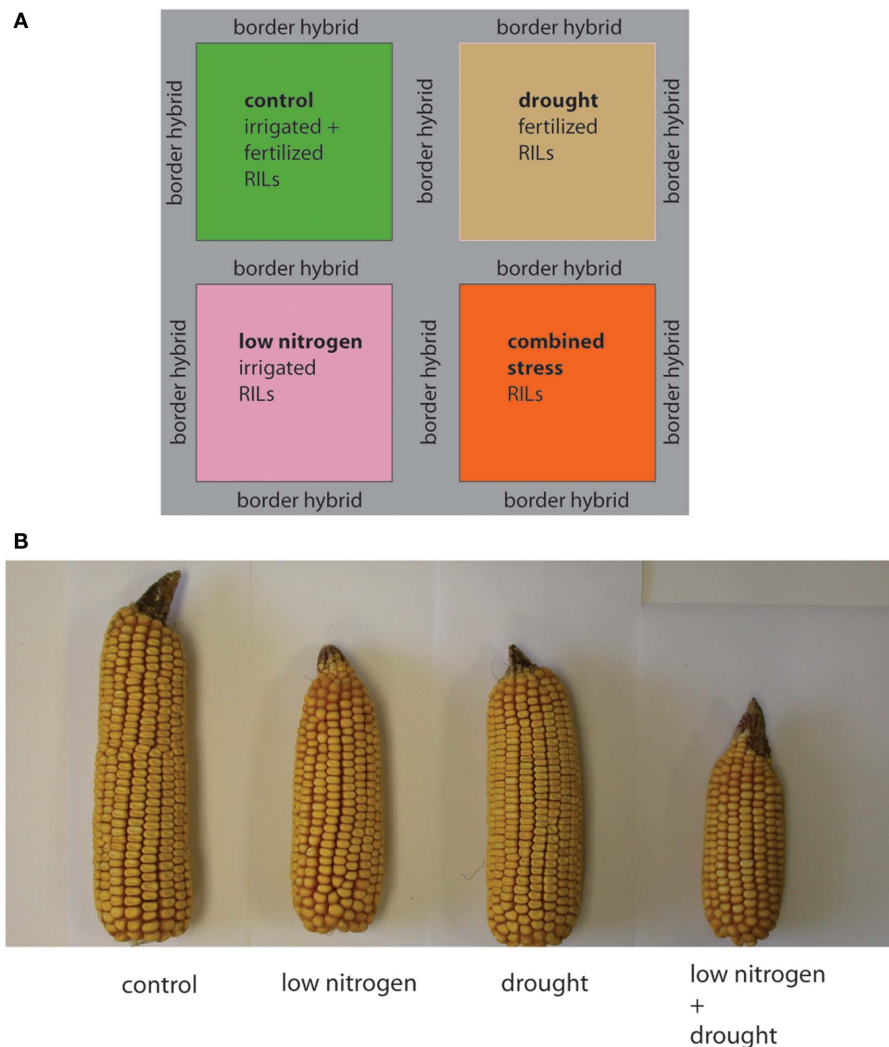 A
border hybrid
border hybrid
border hybrid
control
irrigated +
fertilized
RILs
border hybrid
drought
fertilized
RILs
border hybrid
border hybrid
border hybrid
border hybrid
low nitrogen
irrigated
RILs
border hybrid
combined
stress
RILs
border hybrid
border hybrid
border hybrid
B
control
low nitrogen
drought
low nitrogen
+
drought